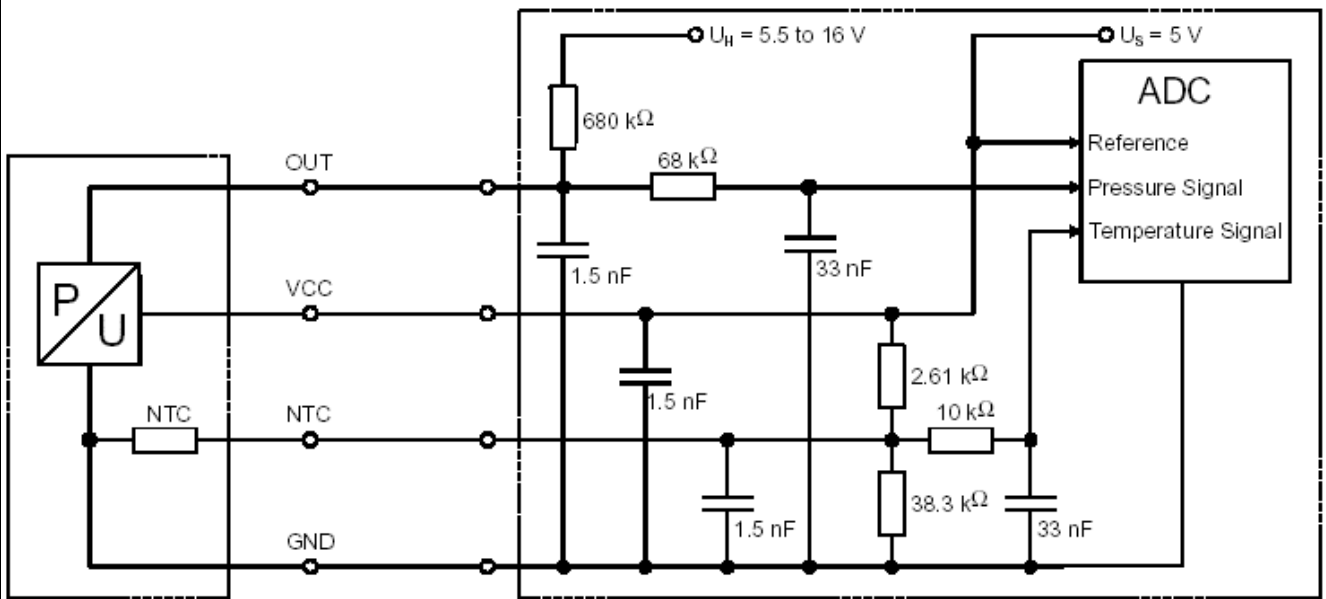 U_H = 5.5 to 16 V
U_S = 5 V
ADC
680 kΩ
Reference
OUT
68 kΩ
Pressure Signal
Temperature Signal
1.5 nF
33 nF
P
U
VCC
2.61 kΩ
1.5 nF
10 kΩ
NTC
NTC
38.3 kΩ
1.5 nF
33 nF
GND